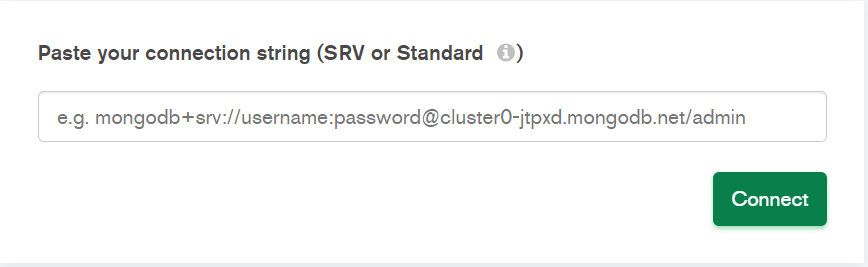 Paste your connection string (SRV or Standard )
e.g. mongodb+srv://username:password@cluster0-jtpxd.mongodb.net/admin
Connect